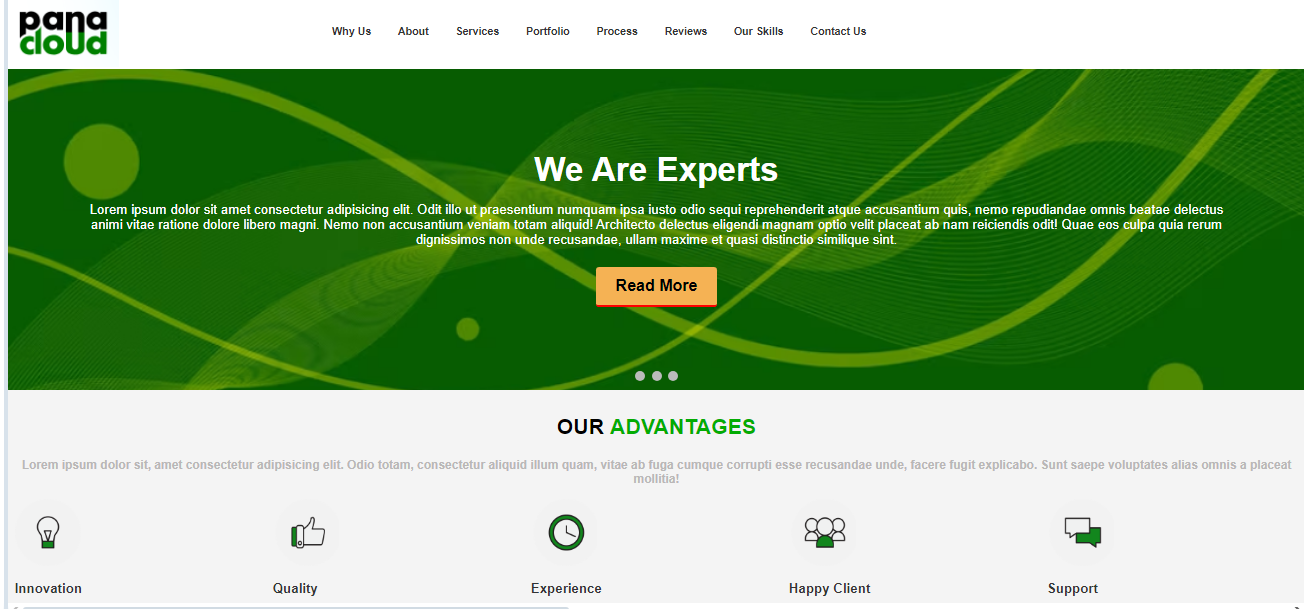 pana
cloud
Why Us About Services Portfolio Process Reviews Our Skills Contact Us
We Are Experts
Lorem ipsum dolor sit amet consectetur adipisicing elit. Odit illo ut praesentium numquam ipsa iusto odio sequi reprehenderit atque accusantium quis, nemo repudiandae omnis beatae delectus
animi vitae ratione dolore libero magni. Nemo non accusantium veniam totam aliquid! Architecto delectus eligendi magnam optio velit placeat ab nam reiciendis odit! Quae eos culpa quia rerum
dignissimos non unde recusandae, ullam maxime et quasi distinctio similique sint.
Read More
OUR ADVANTAGES
Lorem ipsum dolor sit, amet consectetur adipisicing elit. Odio totam, consectetur aliquid illum quam, vitae ab fuga cumque corrupti esse recusandae unde, facere fugit explicabo. Sunt saepe voluptates alias omnis a placeat
mollitia!
Innovation Quality Experience Happy Client Support